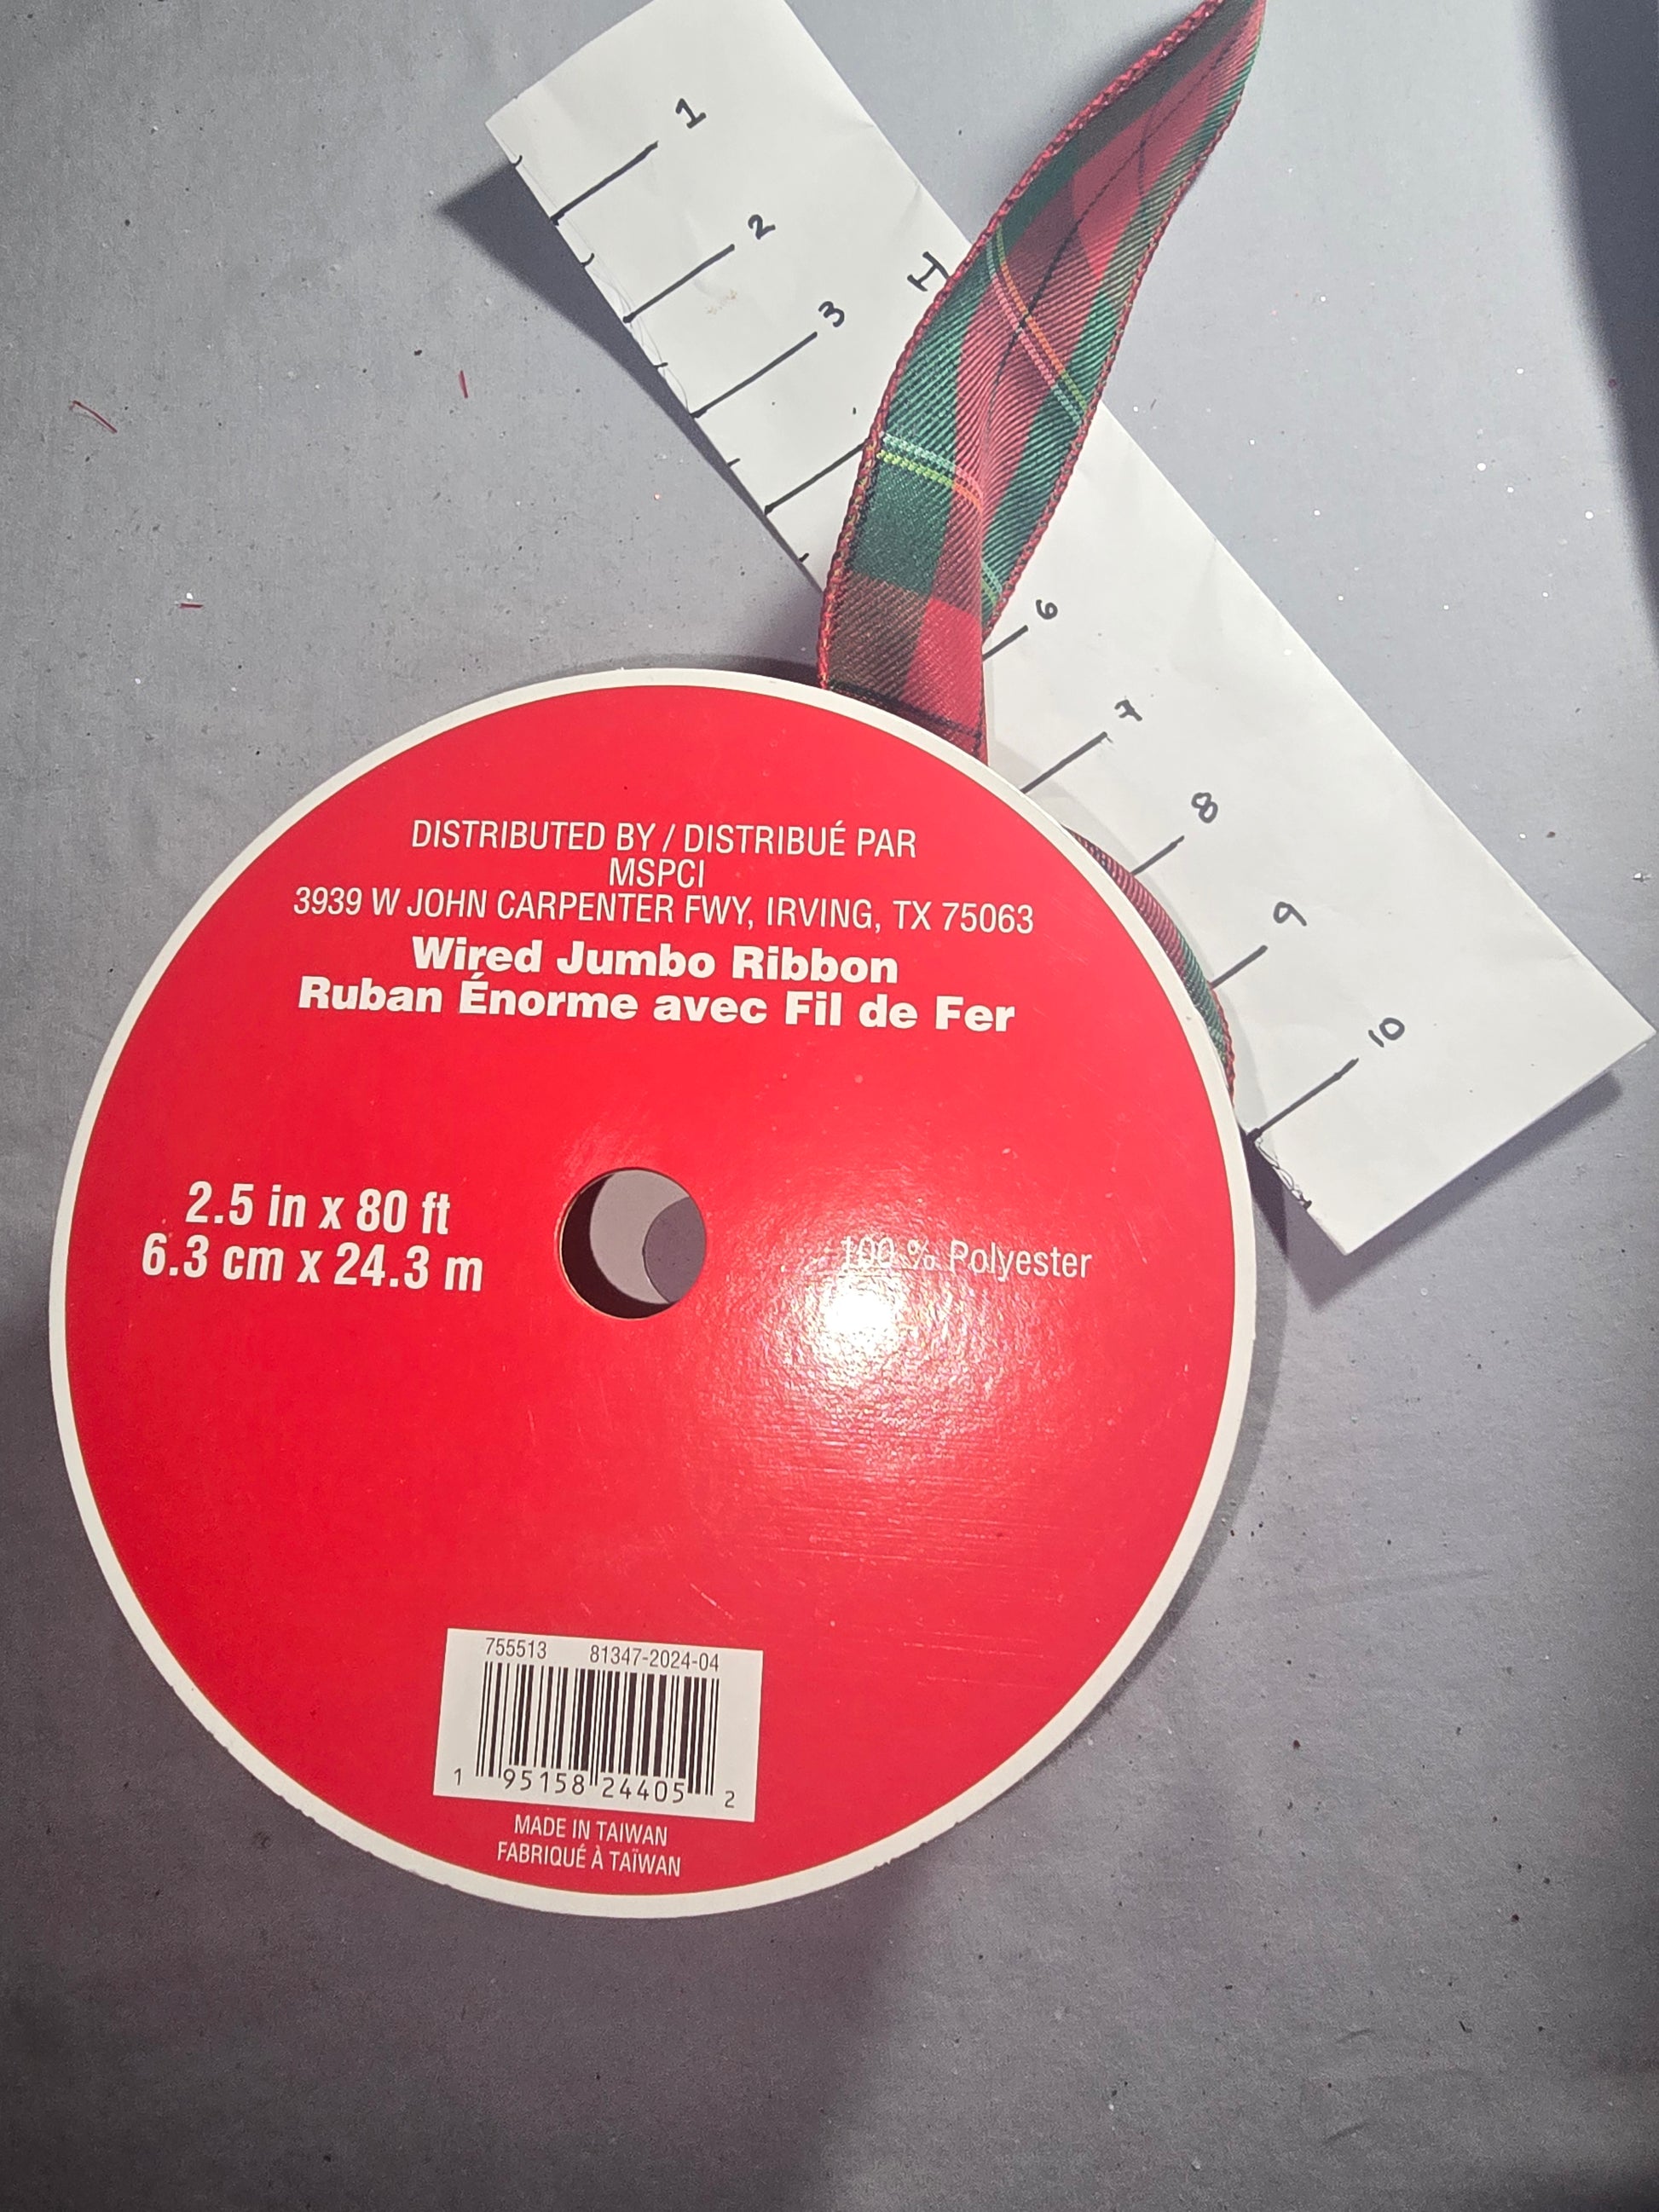 1
2
3
4
6
7
8
9
10
DISTRIBUTED BY / DISTRIBUÉ PAR
MSPCI
3939 W JOHN CARPENTER FWY, IRVING, TX 75063
Wired Jumbo Ribbon
Ruban Énorme avec Fil de Fer
2.5 in x 80 ft
6.3 cm x 24.3 m
100 % Polyester
755513 81347-2024-04
1 95158 24405 2
MADE IN TAIWAN
FABRIQUÉ À TAÏWAN